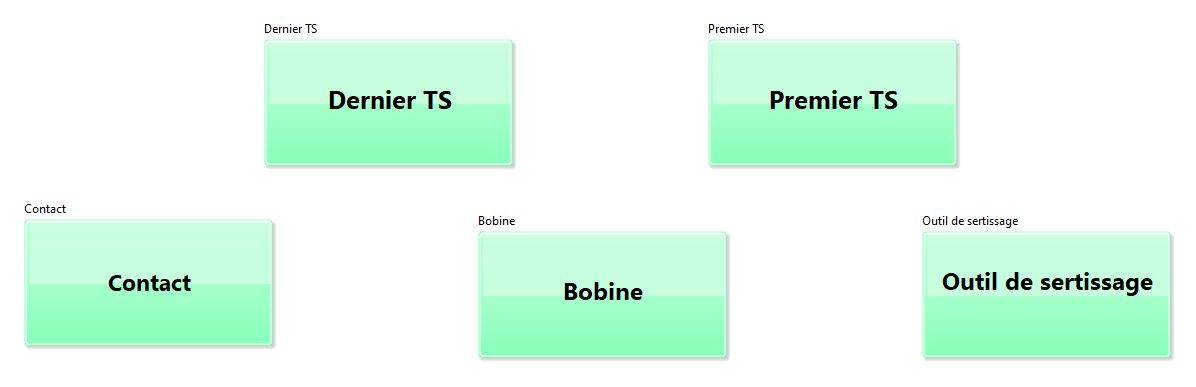 Dernier TS
Premier TS
Dernier TS
Premier TS
Contact
Bobine
Outil de sertissage
Contact
Bobine
Outil de sertissage